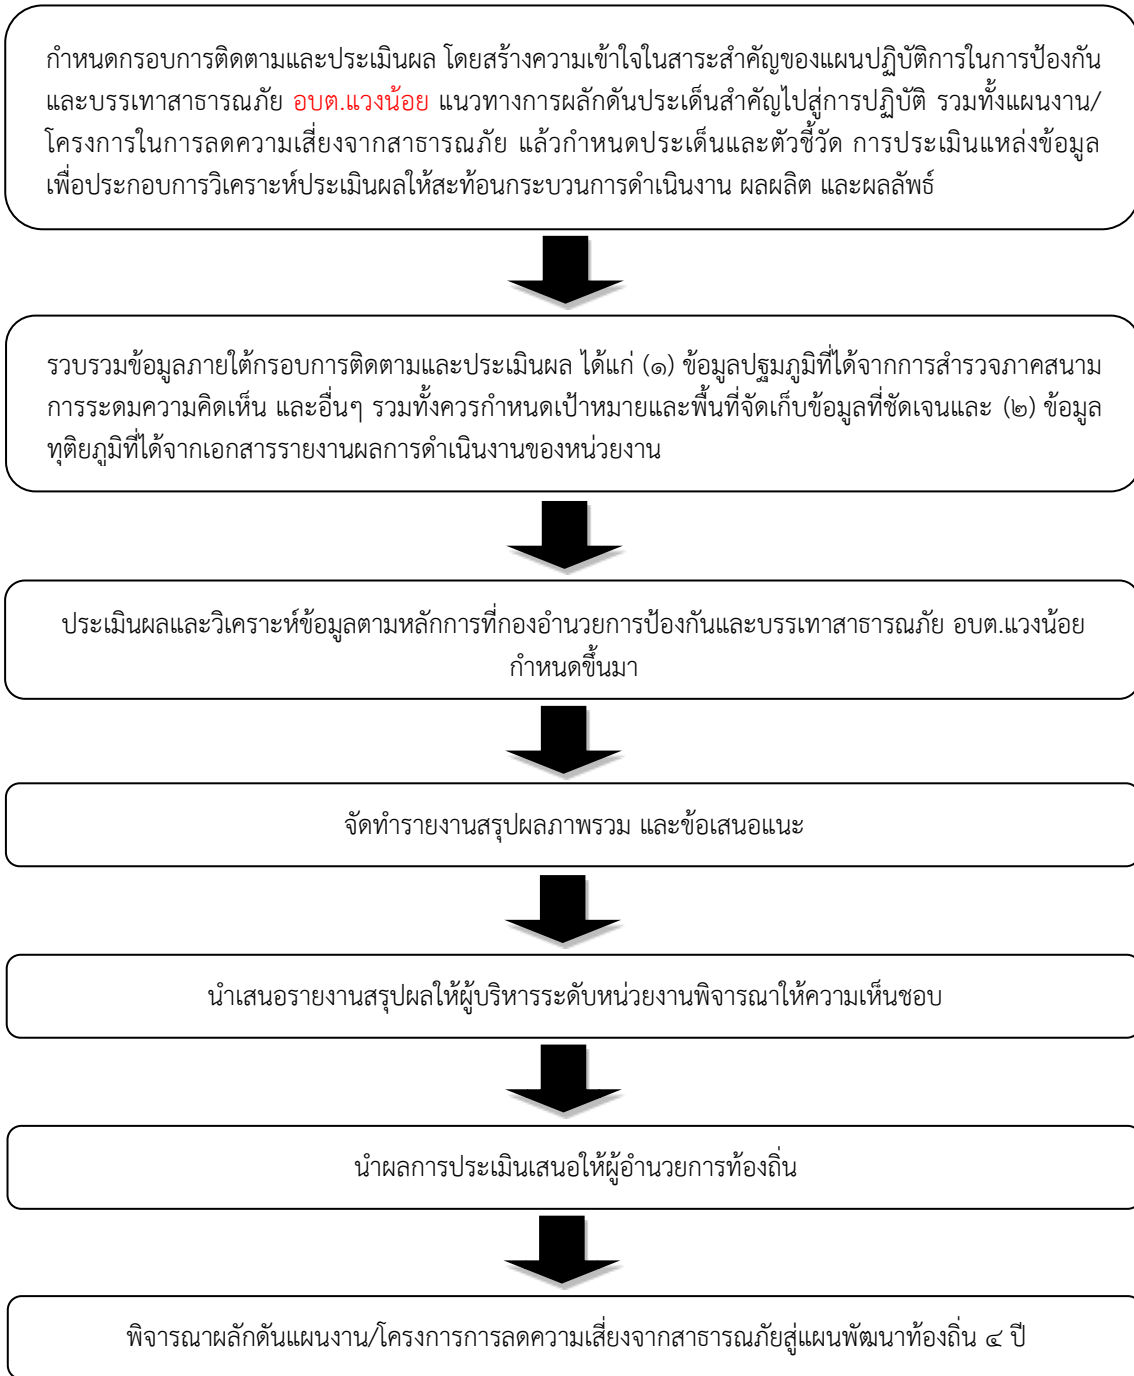 กำหนดกรอบการติดตามและประเมินผล โดยสร้างความเข้าใจในสาระสำคัญของแผนปฏิบัติการในการป้องกัน
และบรรเทาสาธารณภัย อบต.แวงน้อย แนวทางการผลักดันประเด็นสำคัญไปสู่การปฏิบัติ รวมทั้งแผนงาน/
โครงการในการลดความเสี่ยงจากสาธารณภัย แล้วกำหนดประเด็นและตัวชี้วัด การประเมินแหล่งข้อมูล
เพื่อประกอบการวิเคราะห์ประเมินผลให้สะท้อนกระบวนการดำเนินงาน ผลผลิต และผลลัพธ์
รวบรวมข้อมูลภายใต้กรอบการติดตามและประเมินผล ได้แก่ (๑) ข้อมูลปฐมภูมิที่ได้จากการสำรวจภาคสนาม
การระดมความคิดเห็น และอื่นๆ รวมทั้งควรกำหนดเป้าหมายและพื้นที่จัดเก็บข้อมูลที่ชัดเจนและ (๒) ข้อมูล
ทุติยภูมิที่ได้จากเอกสารรายงานผลการดำเนินงานของหน่วยงาน
ประเมินผลและวิเคราะห์ข้อมูลตามหลักการที่กองอำนวยการป้องกันและบรรเทาสาธารณภัย อบต.แวงน้อย
กำหนดขึ้นมา
จัดทำรายงานสรุปผลภาพรวม และข้อเสนอแนะ
นำเสนอรายงานสรุปผลให้ผู้บริหารระดับหน่วยงานพิจารณาให้ความเห็นชอบ
นำผลการประเมินเสนอให้ผู้อำนวยการท้องถิ่น
พิจารณาผลักดันแผนงาน/โครงการการลดความเสี่ยงจากสาธารณภัยสู่แผนพัฒนาท้องถิ่น ๔ ปี